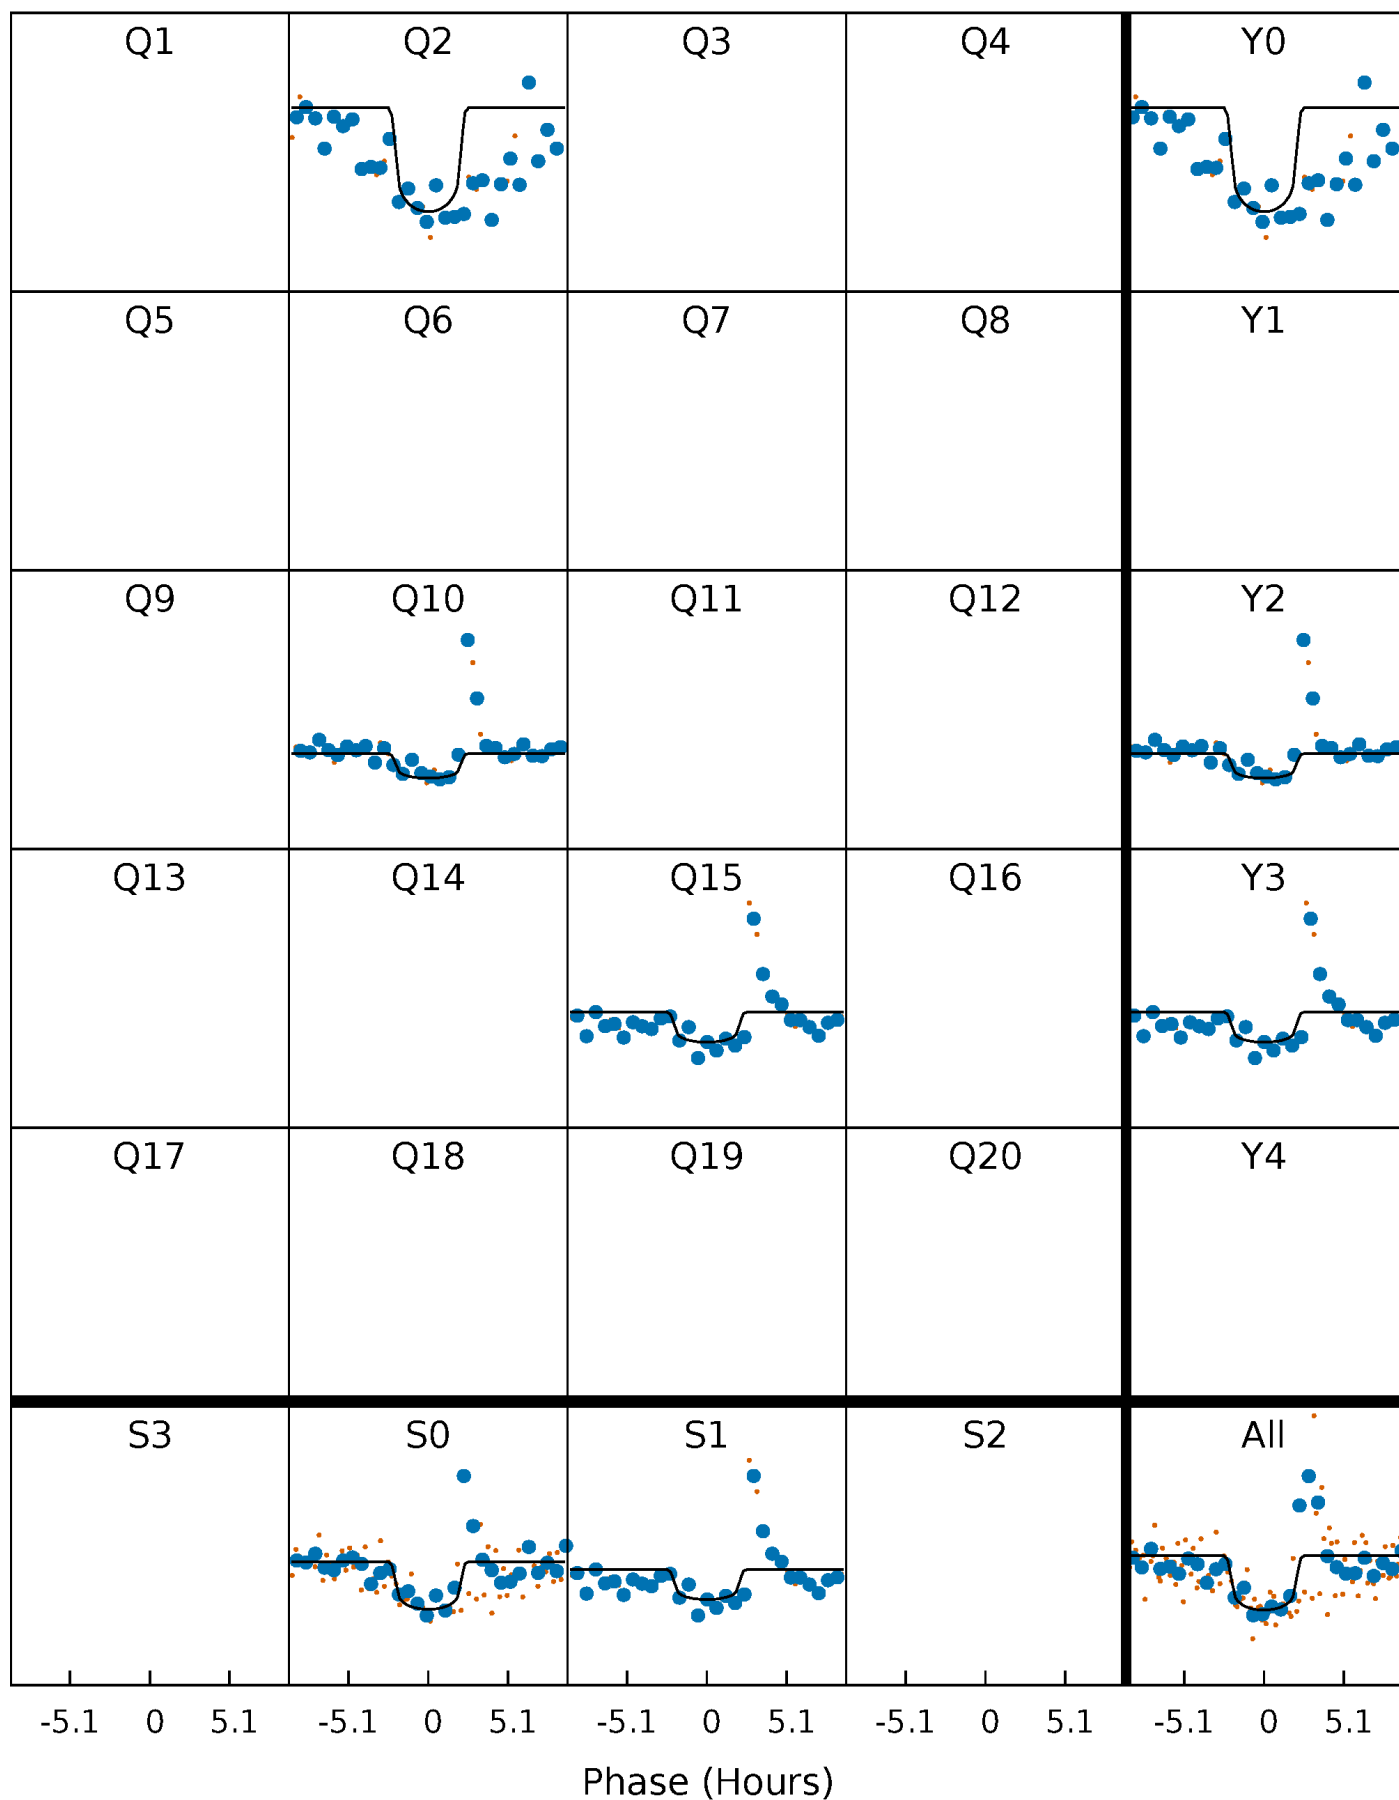 Q1 Q2 Q3 Q4 Y0
Q5 Q6 Q7 Q8 Y1
Q9 Q10 Q11 Q12 Y2
Q13 Q14 Q15 Q16 Y3
Q17 Q18 Q19 Q20 Y4
S3 S0 S1 S2 All
-5.1 0 5.1 -5.1 0 5.1 -5.1 0 5.1 -5.1 0 5.1 -5.1 0 5.1
Phase (Hours)